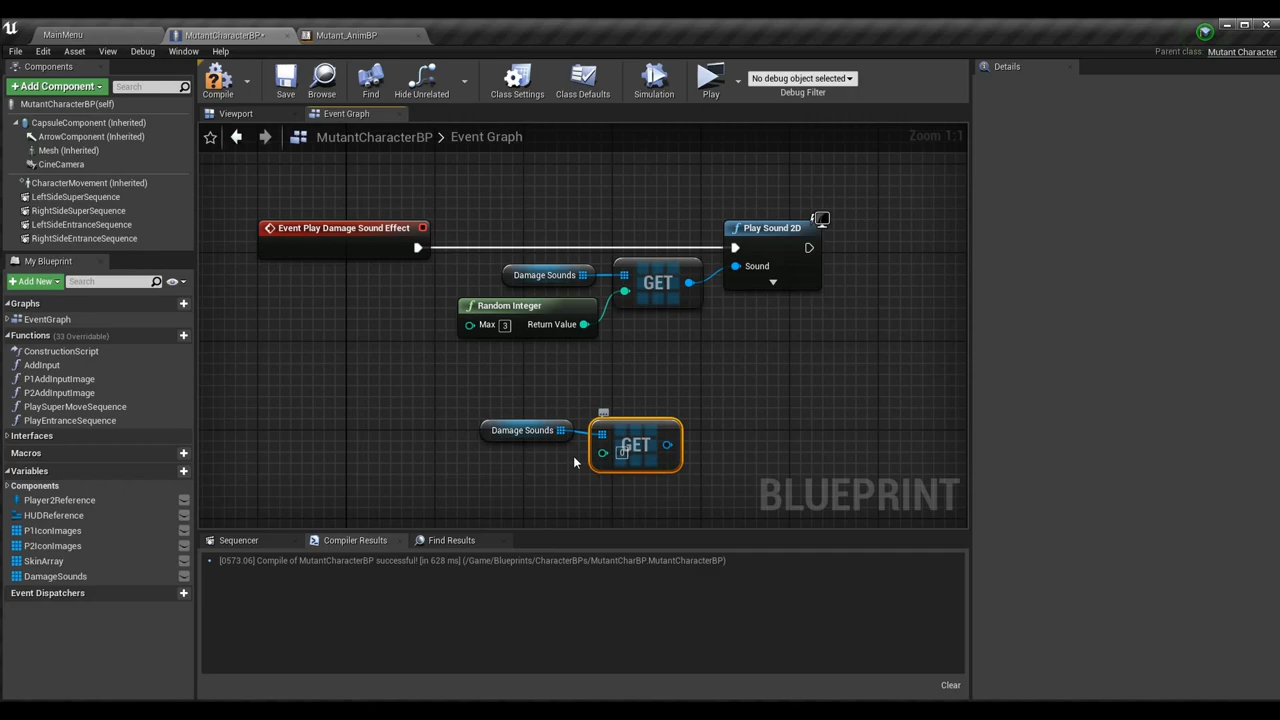 MainMenu
MutantCharacterBP*
Mutant_AnimBP
File Edit Asset View Debug Window Help
Parent class: Mutant Character
Components
+ Add Component
Search
MutantCharacterBP(self)
CapsuleComponent (Inherited)
ArrowComponent (Inherited)
Mesh (Inherited)
CineCamera
CharacterMovement (Inherited)
LeftSideSuperSequence
RightSideSuperSequence
LeftSideEntranceSequence
RightSideEntranceSequence
My Blueprint
+ Add New
Search
Graphs
EventGraph
Functions (33 Overridable)
ConstructionScript
AddInput
P1AddInputImage
P2AddInputImage
PlaySuperMoveSequence
PlayEntranceSequence
Interfaces
Macros
Variables
Components
Player2Reference
HUDReference
P1IconImages
P2IconImages
SkinArray
DamageSounds
Event Dispatchers
Compile
Save
Browse
Find
Hide Unrelated
Class Settings
Class Defaults
Simulation
Play
No debug object selected
Debug Filter
Viewport
Event Graph
MutantCharacterBP > Event Graph
Zoom 1:1
Event Play Damage Sound Effect
Play Sound 2D
Sound
Damage Sounds
GET
Random Integer
Max 3 Return Value
Damage Sounds
GET
0
BLUEPRINT
Sequencer
Compiler Results
Find Results
[0573.06] Compile of MutantCharacterBP successful! [in 628 ms] (/Game/Blueprints/CharacterBPs/MutantCharBP.MutantCharacterBP)
Clear
Details